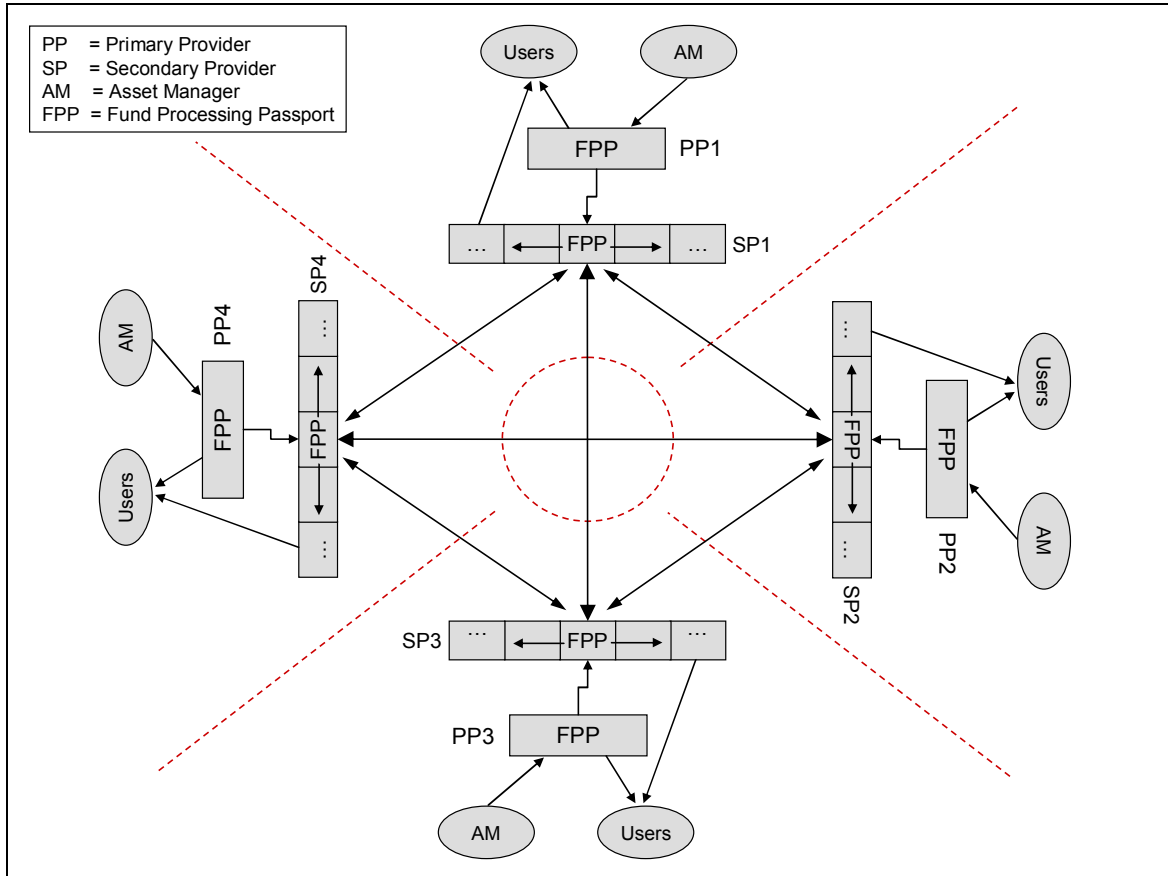 PP = Primary Provider
SP = Secondary Provider
AM = Asset Manager
FPP = Fund Processing Passport
Users
AM
FPP
PP1
...
FPP
...
SP1
SP4
...
FPP
...
PP4
AM
FPP
Users
...
FPP
...
SP2
Users
FPP
PP2
AM
SP3
...
FPP
...
PP3
FPP
AM
Users